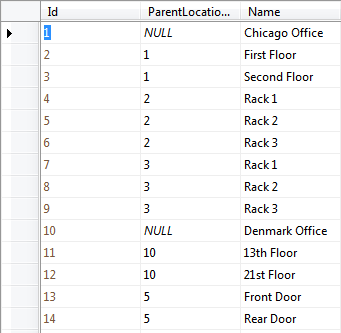 Id ParentLocatio... Name
1 NULL Chicago Office
2 1 First Floor
3 1 Second Floor
4 2 Rack 1
5 2 Rack 2
6 2 Rack 3
7 3 Rack 1
8 3 Rack 2
9 3 Rack 3
10 NULL Denmark Office
11 10 13th Floor
12 10 21st Floor
13 5 Front Door
14 5 Rear Door